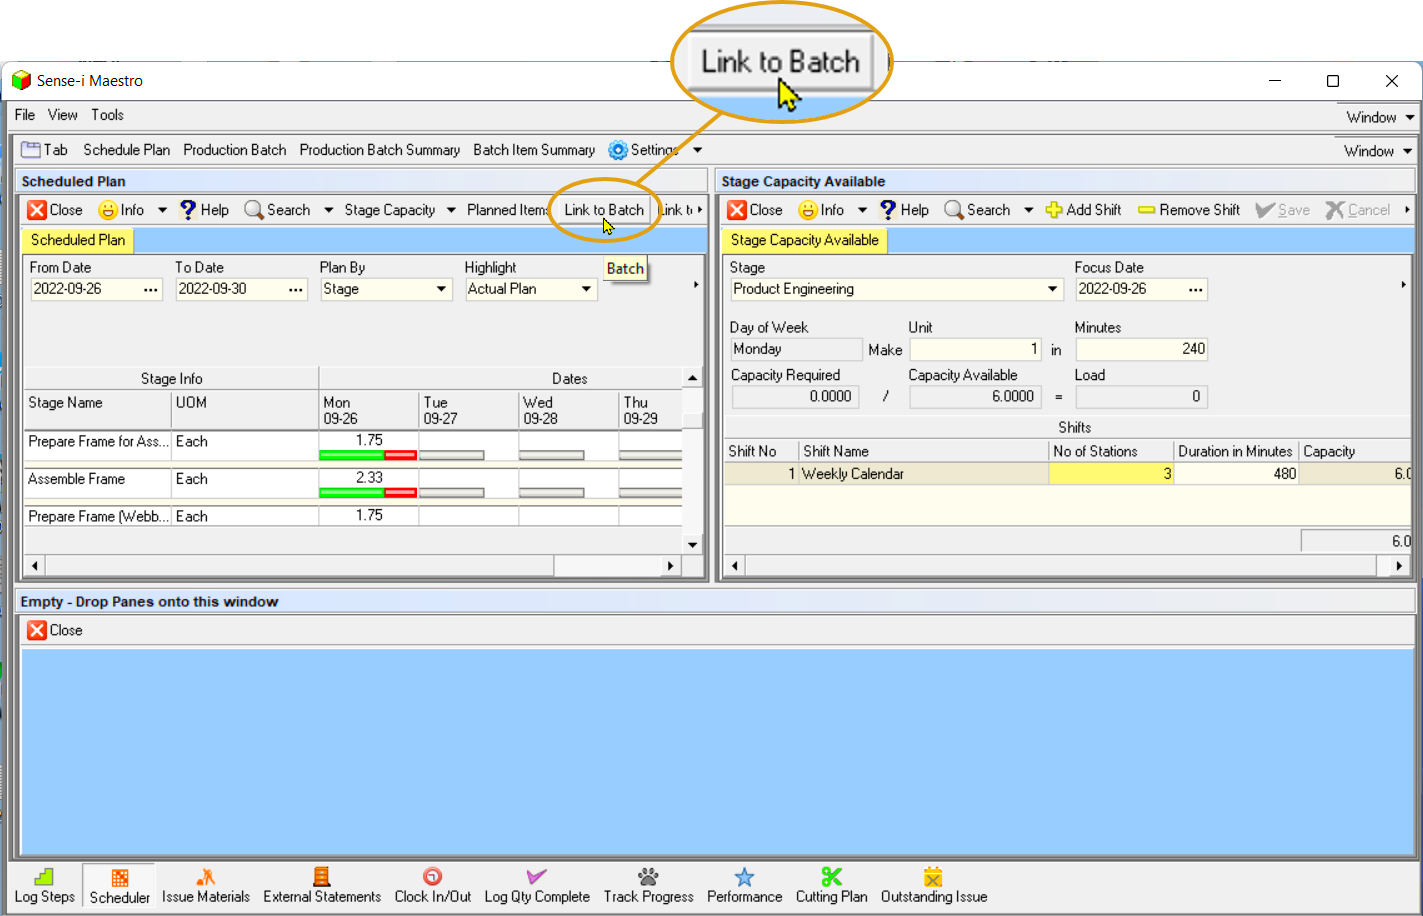 Link to Batch
Sense-i Maestro
File View Tools
Window
Tab Schedule Plan Production Batch Production Batch Summary Batch Item Summary Settings
Window
Scheduled Plan
Close Info Help Search Stage Capacity Planned Items Link to Batch Link t
Scheduled Plan
From Date To Date Plan By Highlight
Batch
2022-09-26 ... 2022-09-30 ... Stage Actual Plan
Stage Info Dates
Stage Name UOM Mon Tue Wed Thu
09-26 09-27 09-28 09-29
Prepare Frame for Ass... Each 1.75
Assemble Frame Each 2.33
Prepare Frame (Webb... Each 1.75
Stage Capacity Available
Close Info Help Search Add Shift Remove Shift Save Cancel
Stage Capacity Available
Stage Focus Date
Product Engineering 2022-09-26 ...
Day of Week Unit Minutes
Monday Make 1 in 240
Capacity Required Capacity Available Load
0.0000 / 6.0000 = 0
Shifts
Shift No Shift Name No of Stations Duration in Minutes Capacity
1 Weekly Calendar 3 480 6.0
6.0
Empty - Drop Panes onto this window
Close
Log Steps Scheduler Issue Materials External Statements Clock In/Out Log Qty Complete Track Progress Performance Cutting Plan Outstanding Issue